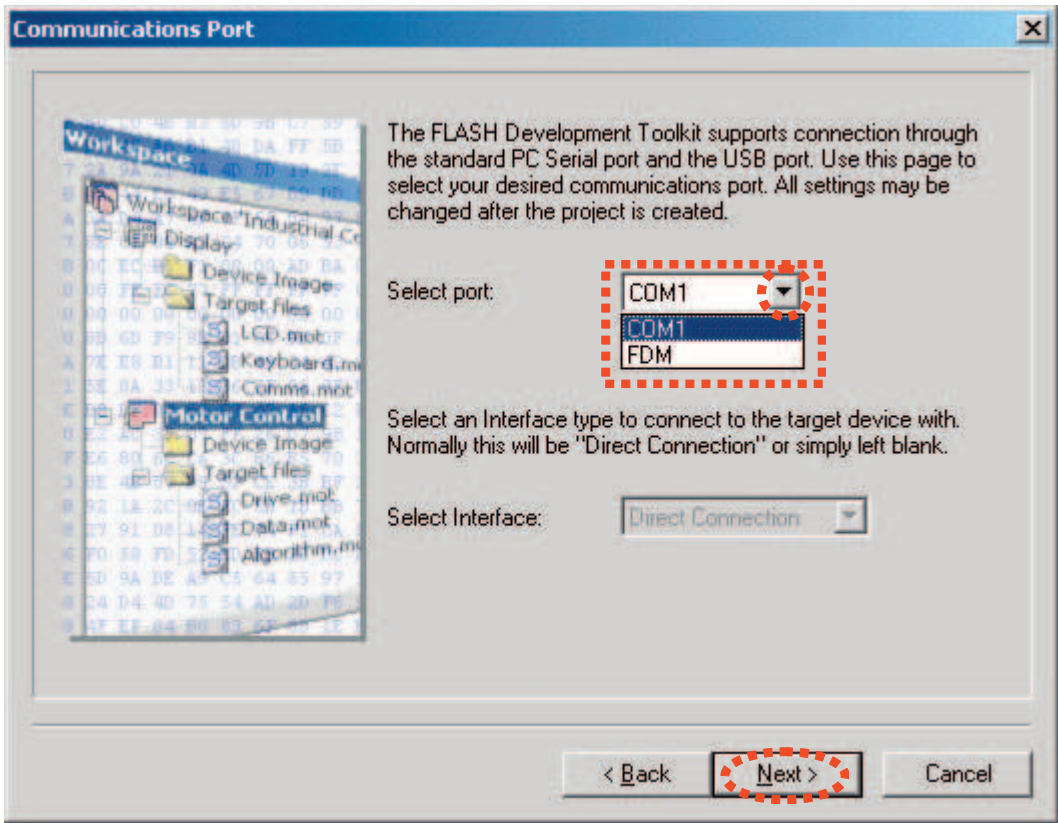 Communications Port
The FLASH Development Toolkit supports connection through
the standard PC Serial port and the USB port. Use this page to
select your desired communications port. All settings may be
changed after the project is created.
Select port:
COM1
COM1
FDM
Select an Interface type to connect to the target device with.
Normally this will be "Direct Connection" or simply left blank.
Select Interface:
Direct Connection
Workspace
Workspace 'Industrial Co
Display
Device Image
Target Files
LCD.mot
Keyboard.mo
Comms.mot
Motor Control
Device Image
Target Files
Drive.mot
Data.mot
Algorithm.mo
< Back
Next >
Cancel